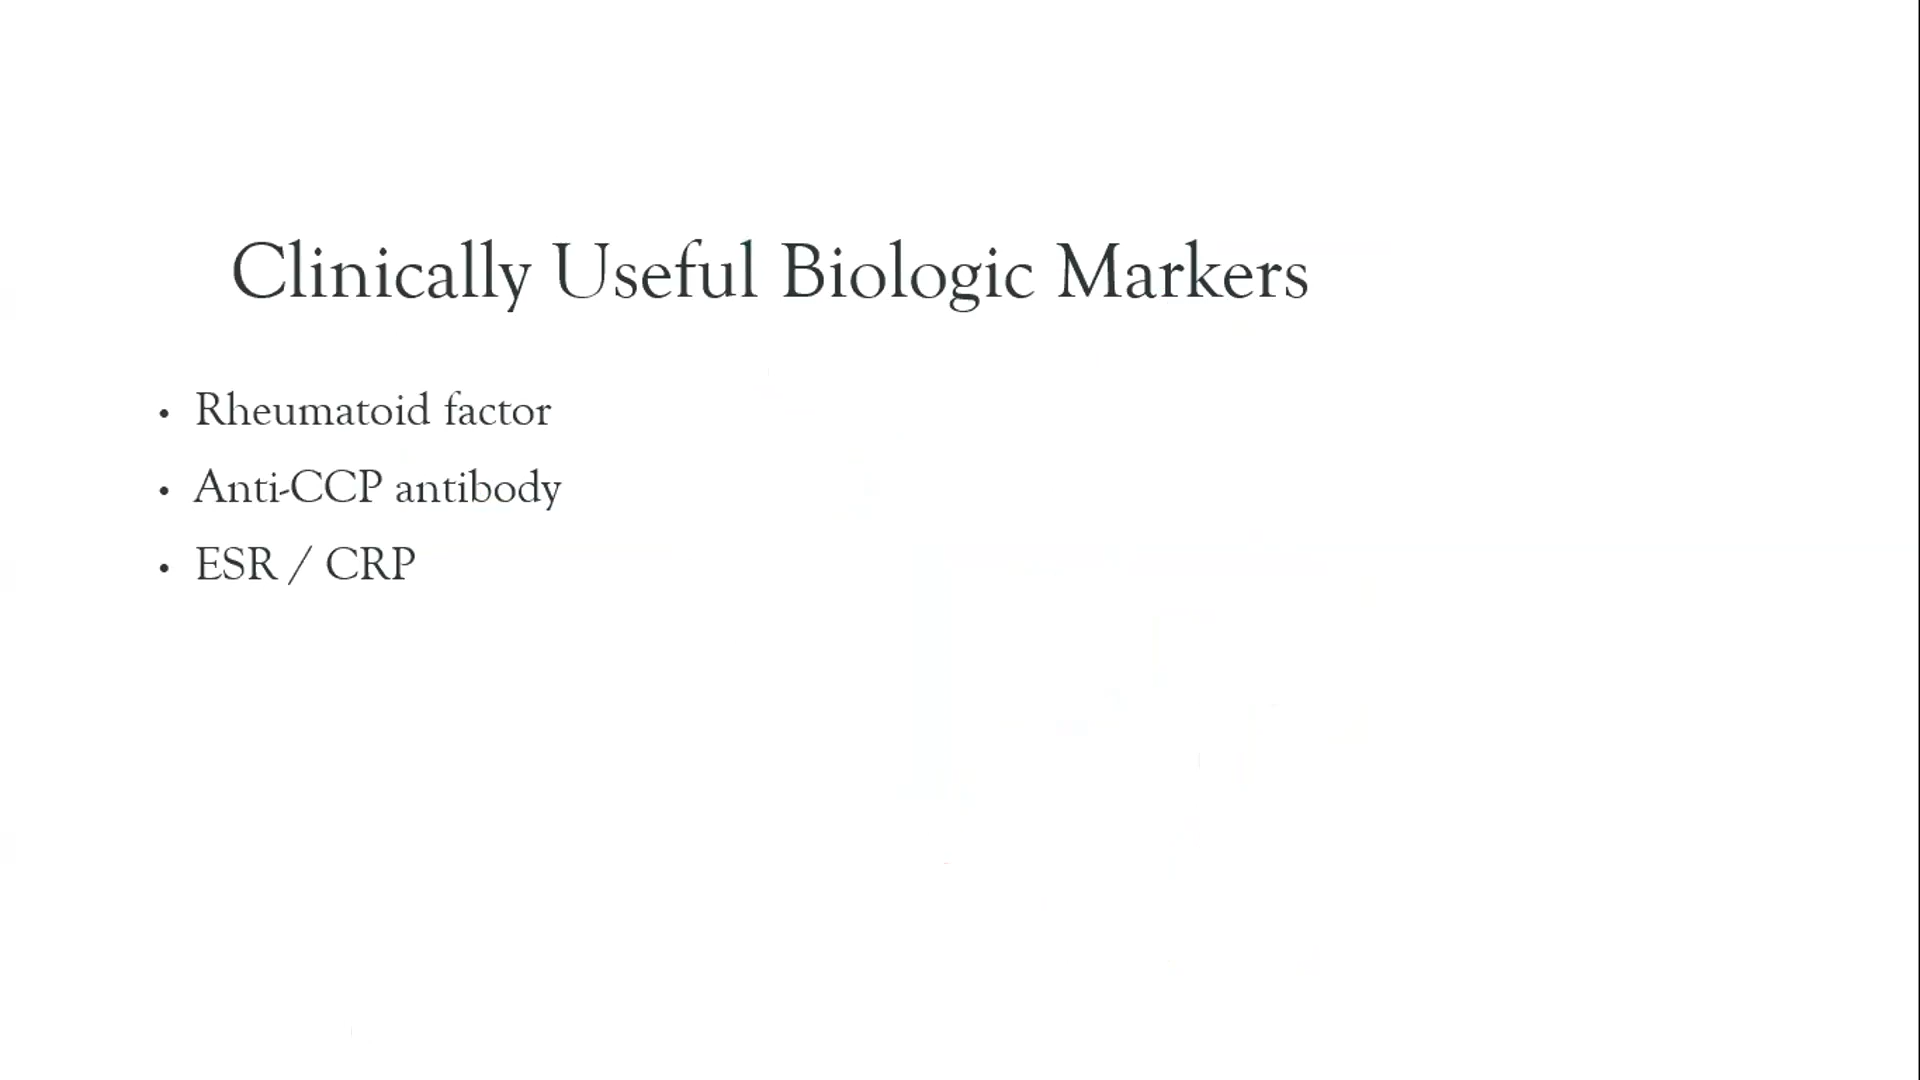 Clinically Useful Biologic Markers
• Rheumatoid factor
• Anti-CCP antibody
• ESR / CRP